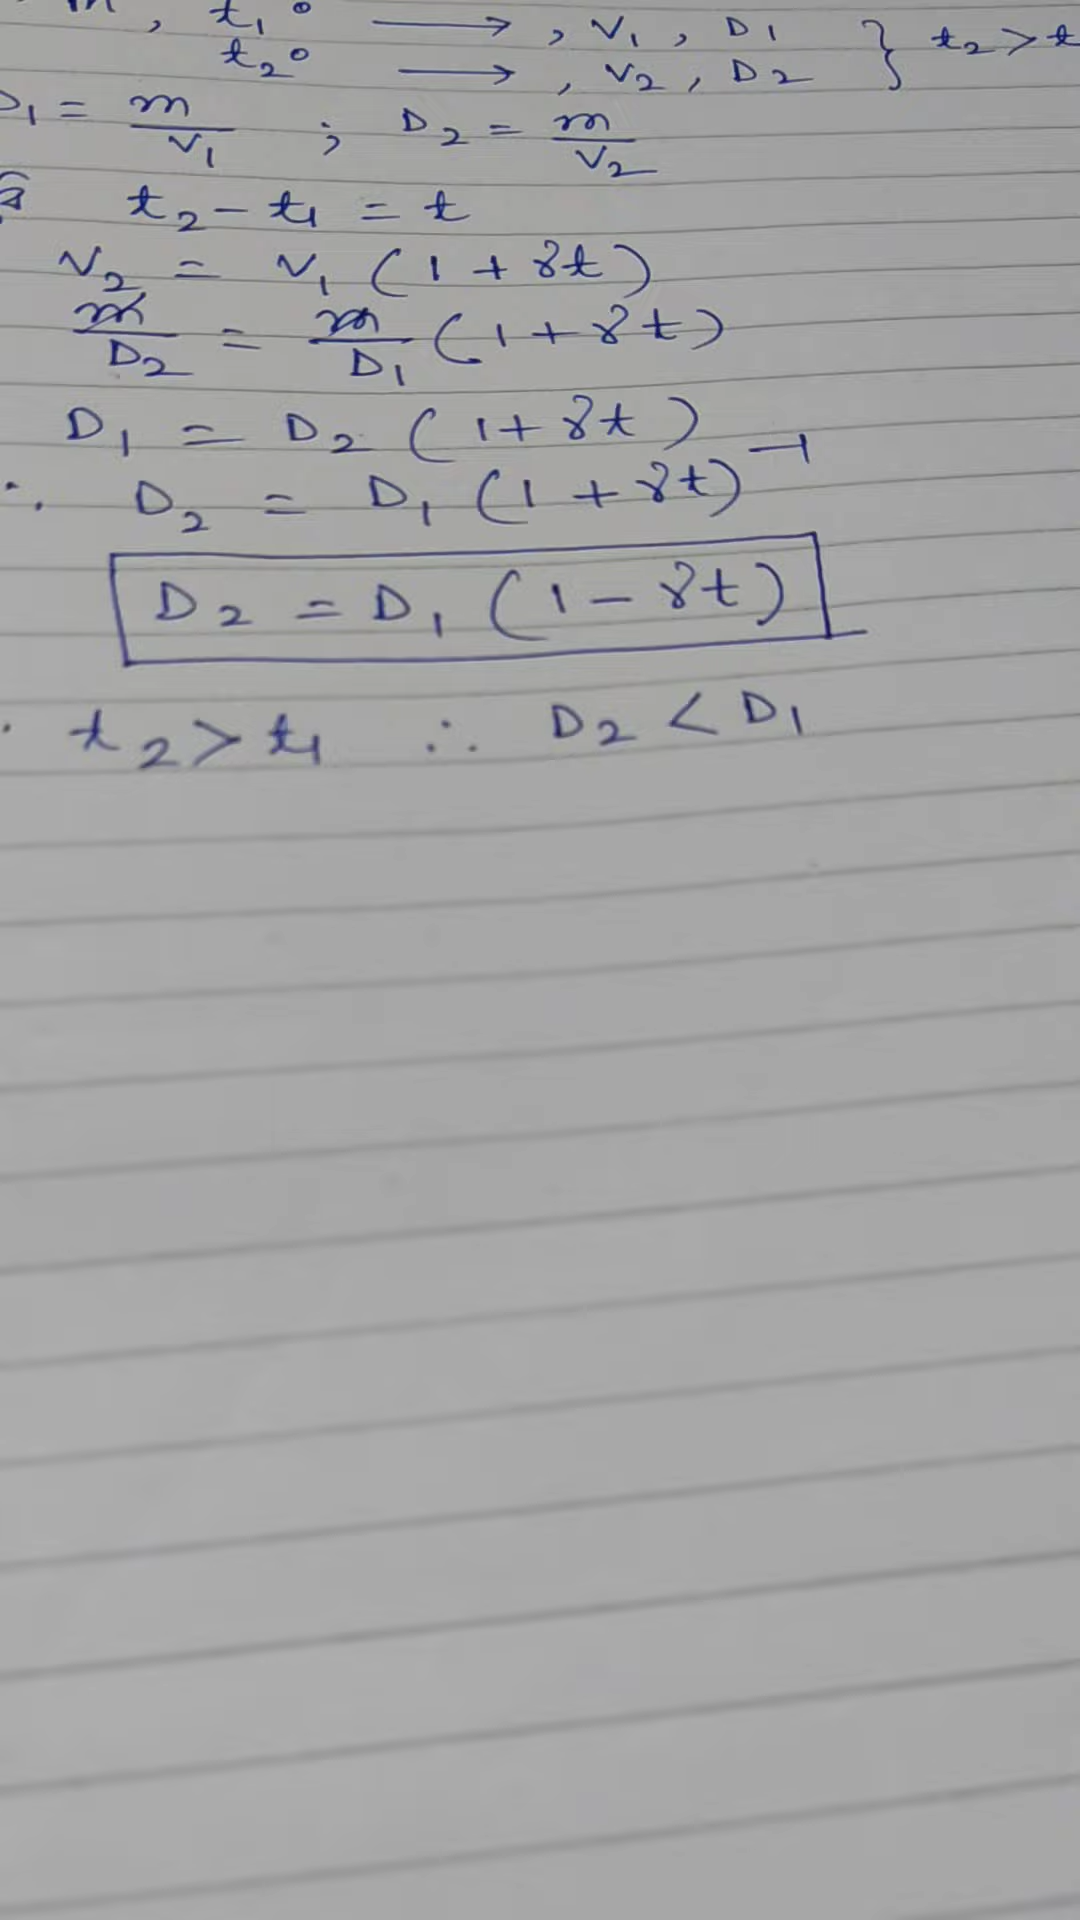 m, t₁° ⟶ , V₁, D₁ } t₂ > t
t₂° ⟶ , V₂, D₂
D₁ = m/V₁ ; D₂ = m/V₂
t₂ - t₁ = t
V₂ = V₁ (1 + γt)
m/D₂ = m/D₁ (1 + γt)
D₁ = D₂ (1 + γt)
∴ D₂ = D₁ (1 + γt)⁻¹
D₂ = D₁ (1 - γt)
t₂ > t₁ ∴ D₂ < D₁